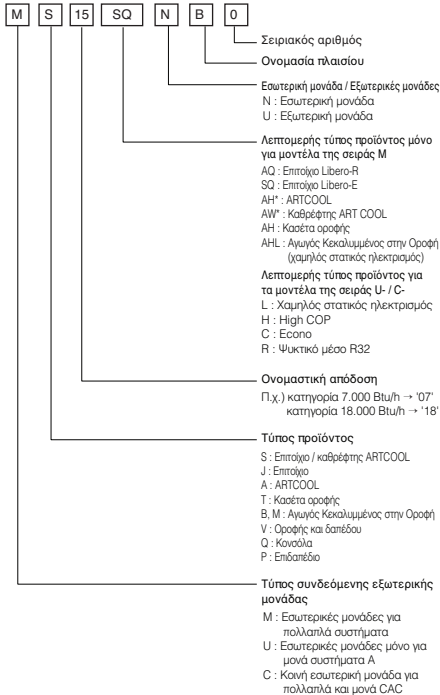 M S 15 SQ N B 0
Σειριακός αριθμός
Ονομασία πλαισίου
Εσωτερική μονάδα / Εξωτερικές μονάδες
N : Εσωτερική μονάδα
U : Εξωτερική μονάδα
Λεπτομερής τύπος προϊόντος μόνο
για μοντέλα της σειράς M
AQ : Επιτοίχιο Libero-R
SQ : Επιτοίχιο Libero-E
AH* : ARTCOOL
AW* : Καθρέφτης ART COOL
AH : Κασέτα οροφής
AHL : Αγωγός Κεκαλυμμένος στην Οροφή
(χαμηλός στατικός ηλεκτρισμός)
Λεπτομερής τύπος προϊόντος για
τα μοντέλα της σειράς U- / C-
L : Χαμηλός στατικός ηλεκτρισμός
H : High COP
C : Econo
R : Ψυκτικό μέσο R32
Ονομαστική απόδοση
Π.χ.) κατηγορία 7.000 Btu/h → '07'
κατηγορία 18.000 Btu/h → '18'
Τύπος προϊόντος
S : Επιτοίχιο / καθρέφτης ARTCOOL
J : Επιτοίχιο
A : ARTCOOL
T : Κασέτα οροφής
B, M : Αγωγός Κεκαλυμμένος στην Οροφή
V : Οροφής και δαπέδου
Q : Κονσόλα
P : Επιδαπέδιο
Τύπος συνδεόμενης εξωτερικής
μονάδας
M : Εσωτερικές μονάδες για
πολλαπλά συστήματα
U : Εσωτερικές μονάδες μόνο για
μονά συστήματα A
C : Κοινή εσωτερική μονάδα για
πολλαπλά και μονά CAC